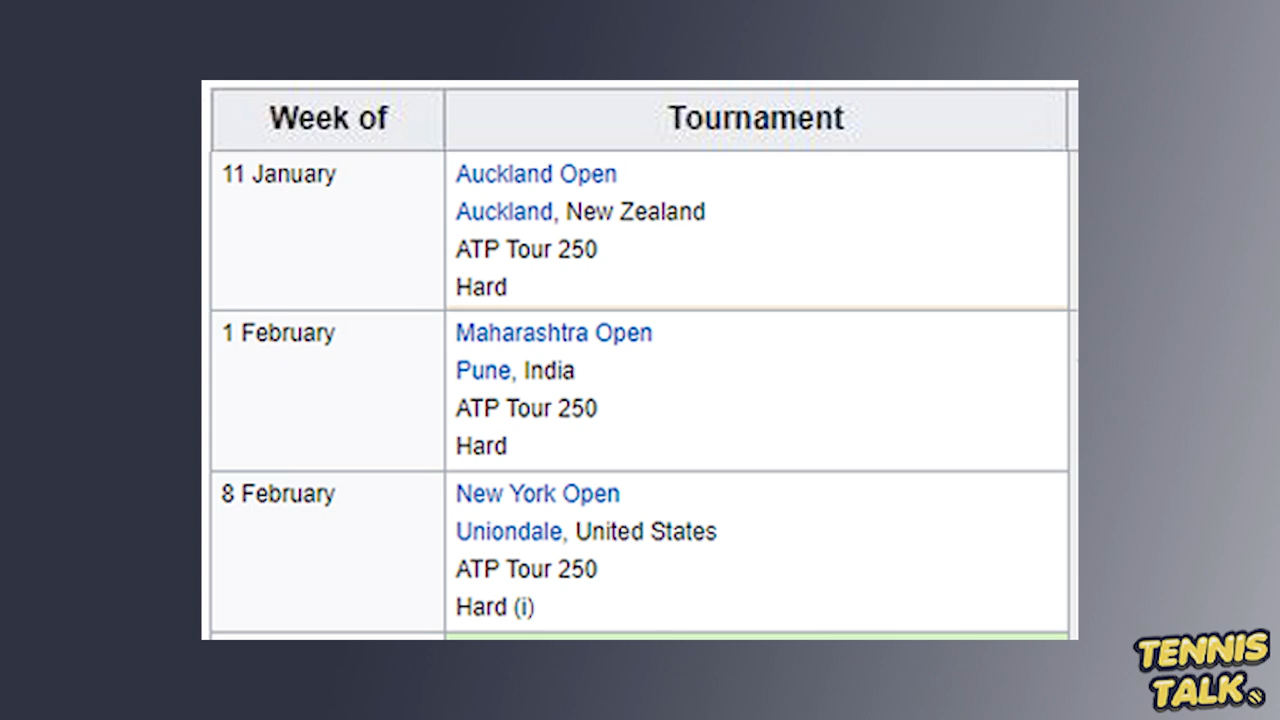 Week of
Tournament
11 January
Auckland Open
Auckland, New Zealand
ATP Tour 250
Hard
1 February
Maharashtra Open
Pune, India
ATP Tour 250
Hard
8 February
New York Open
Uniondale, United States
ATP Tour 250
Hard (i)
TENNIS
TALK